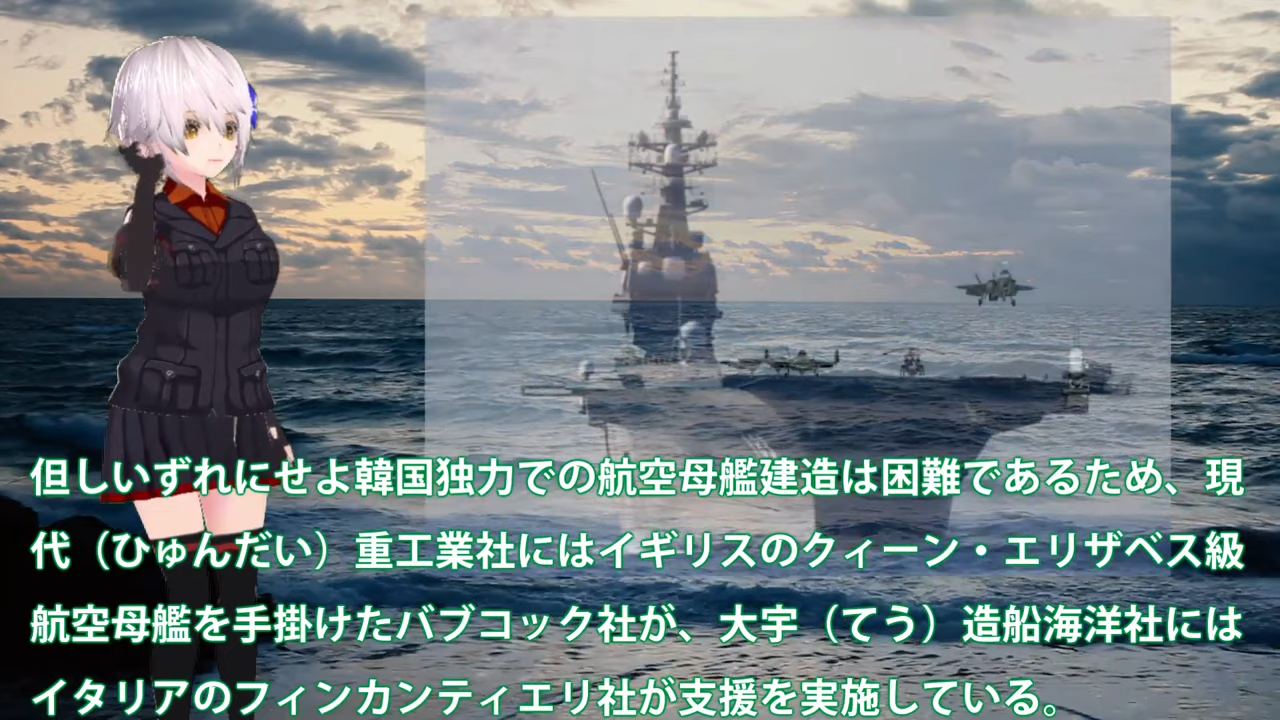 但しいずれにせよ韓国独力での航空母艦建造は困難であるため、現
代（ひゅんだい）重工業社にはイギリスのクィーン・エリザベス級
航空母艦を手掛けたバブコック社が、大宇（てう）造船海洋社には
イタリアのフィンカンティエリ社が支援を実施している。